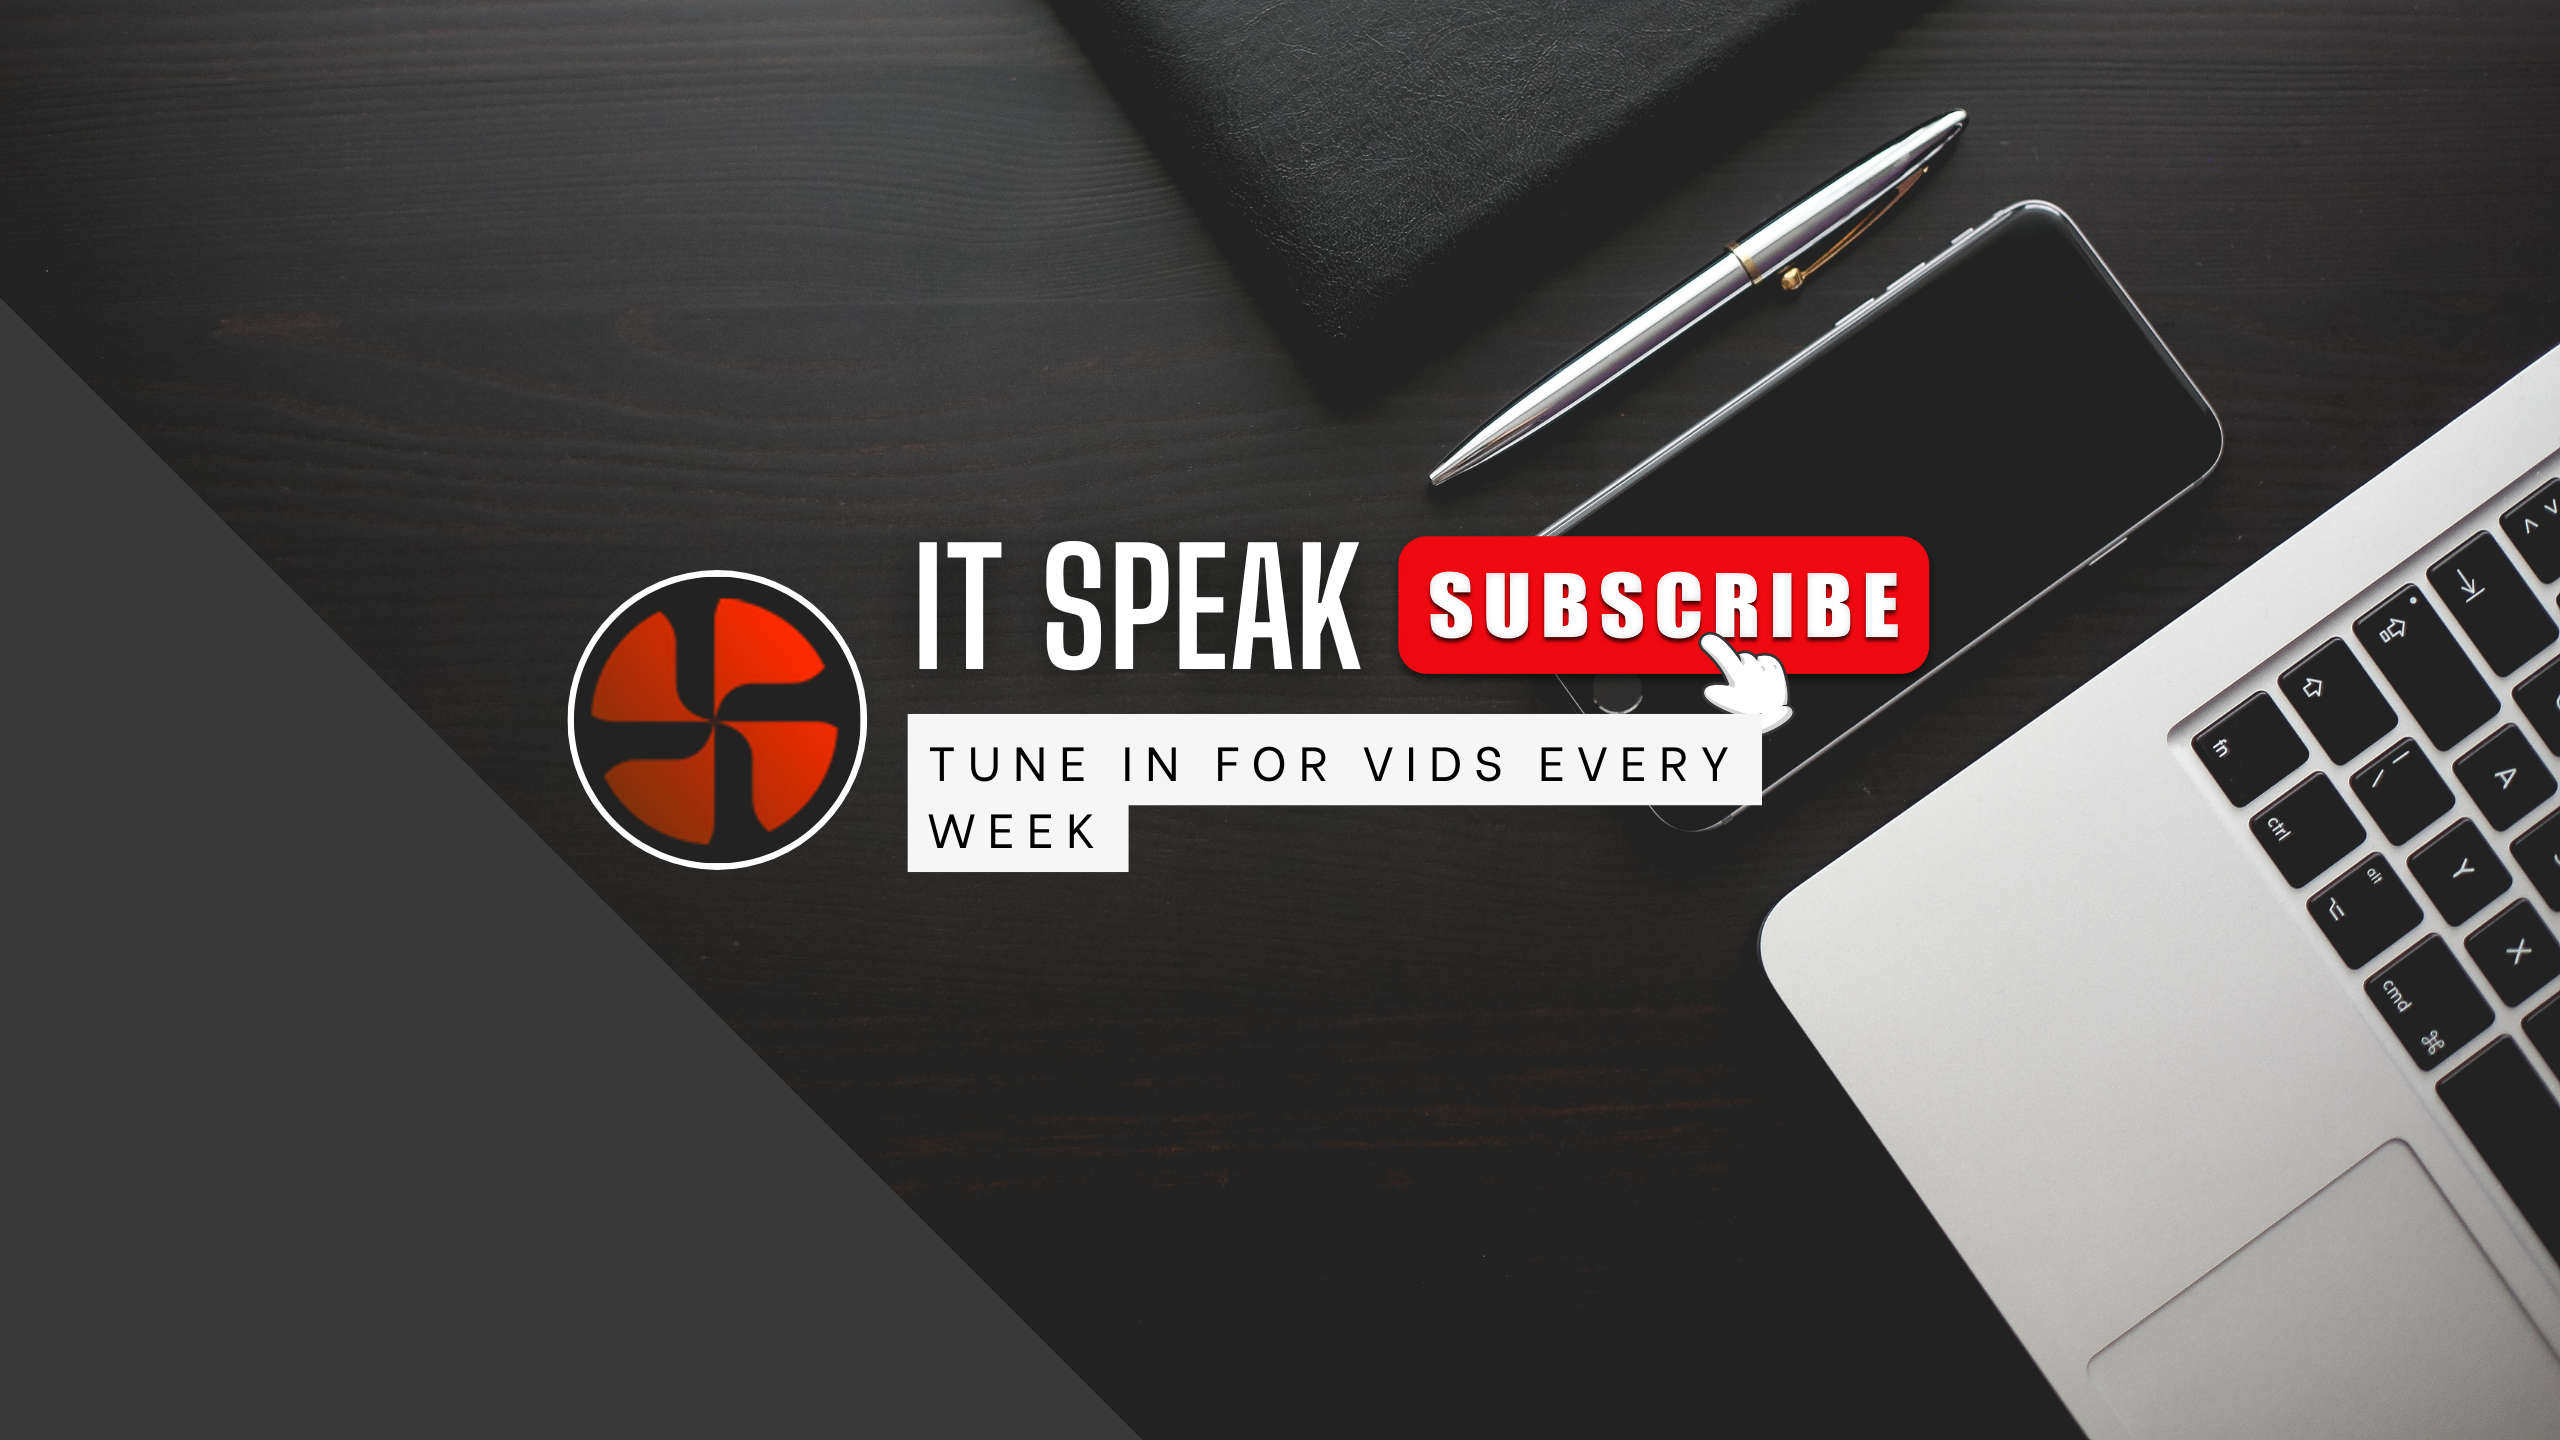 IT SPEAK
SUBSCRIBE
TUNE IN FOR VIDS EVERY
WEEK
fn
ctrl
alt
cmd ⌘
A
Y
X